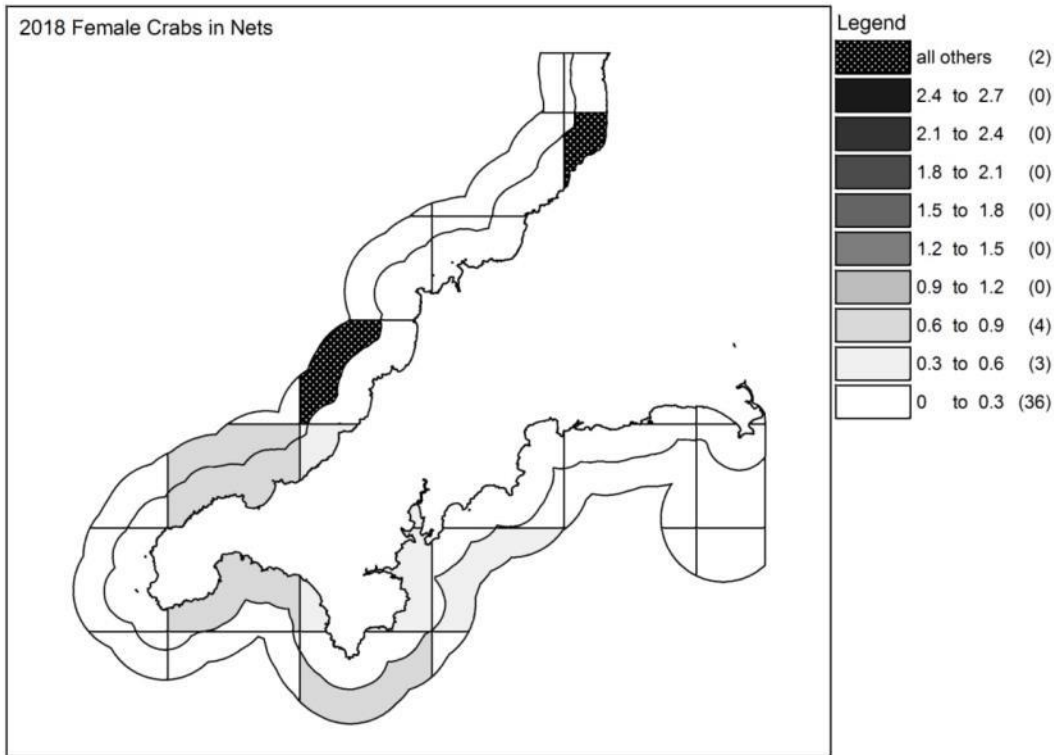 2018 Female Crabs in Nets
Legend
all others (2)
2.4 to 2.7 (0)
2.1 to 2.4 (0)
1.8 to 2.1 (0)
1.5 to 1.8 (0)
1.2 to 1.5 (0)
0.9 to 1.2 (0)
0.6 to 0.9 (4)
0.3 to 0.6 (3)
0 to 0.3 (36)